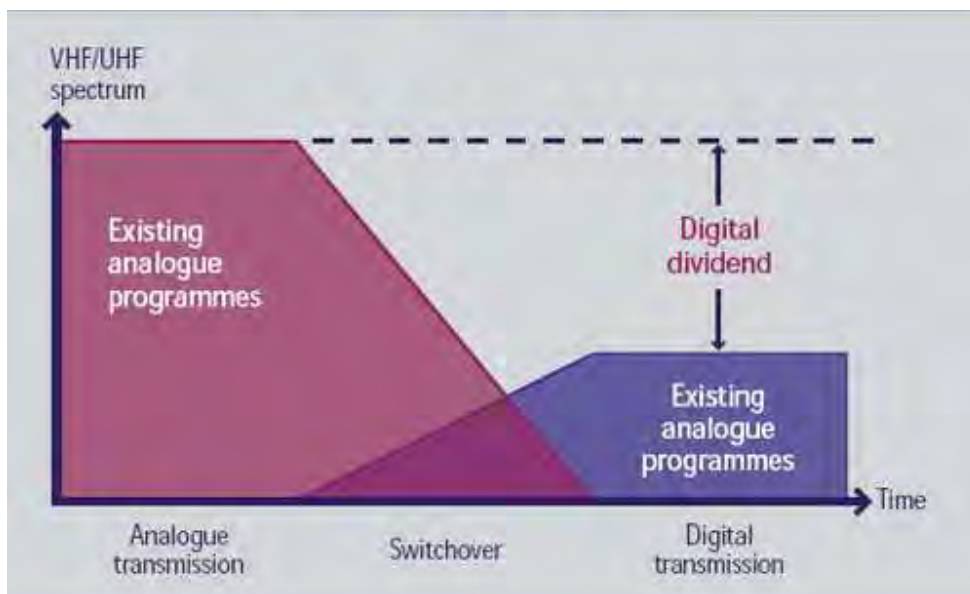 VHF/UHF
spectrum
Existing
analogue
programmes
Digital
dividend
Existing
analogue
programmes
Time
Analogue
transmission
Switchover
Digital
transmission